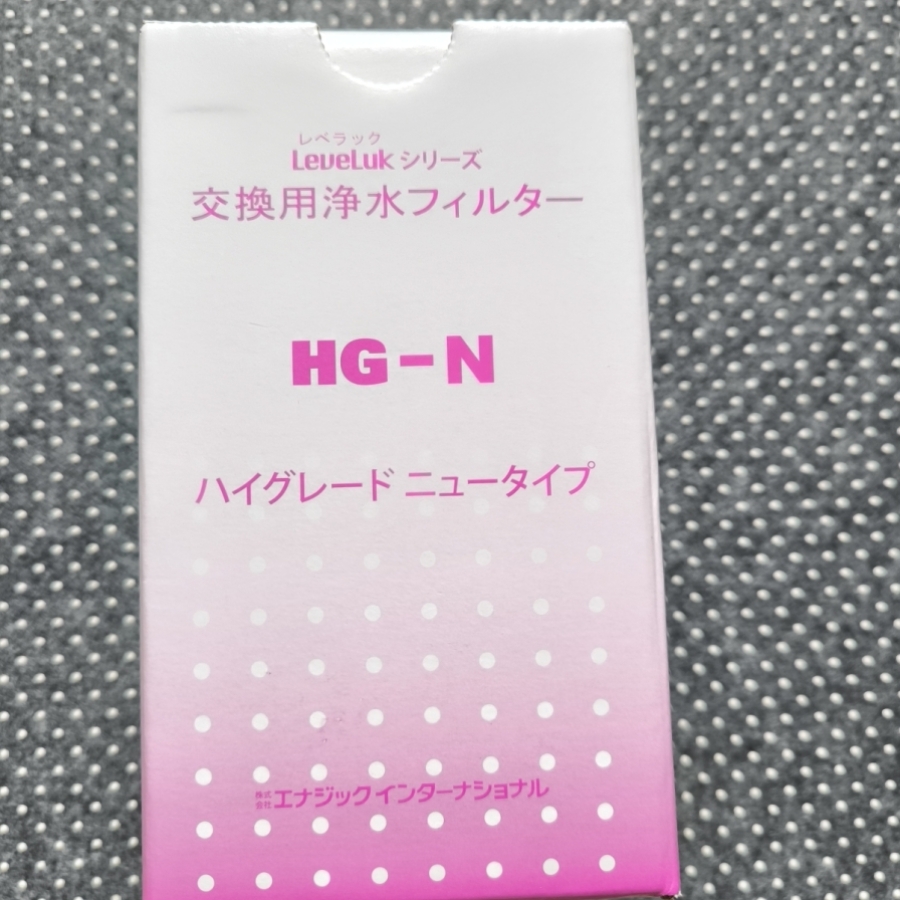 レベラック
LeveLuk シリーズ
交換用浄水フィルター
HG-N
ハイグレード ニュータイプ
株式会社 エナジック インターナショナル